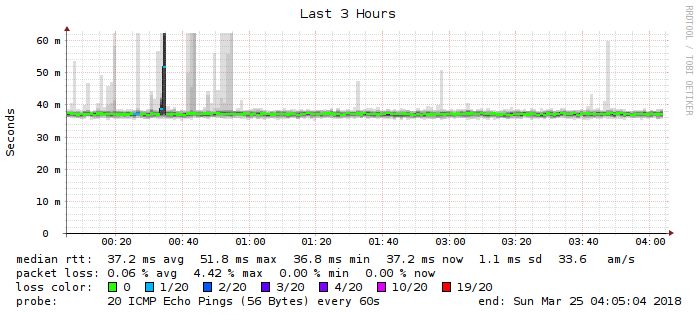 Last 3 Hours
RRDTOOL / TOBI OETIKER
Seconds
60 m
50 m
40 m
30 m
20 m
10 m
0
00:20 00:40 01:00 01:20 01:40 02:00 02:20 02:40 03:00 03:20 03:40 04:00
median rtt: 37.2 ms avg 51.8 ms max 36.8 ms min 37.2 ms now 1.1 ms sd 33.6 am/s
packet loss: 0.06 % avg 4.42 % max 0.00 % min 0.00 % now
loss color: 0 1/20 2/20 3/20 4/20 10/20 19/20
probe: 20 ICMP Echo Pings (56 Bytes) every 60s end: Sun Mar 25 04:05:04 2018